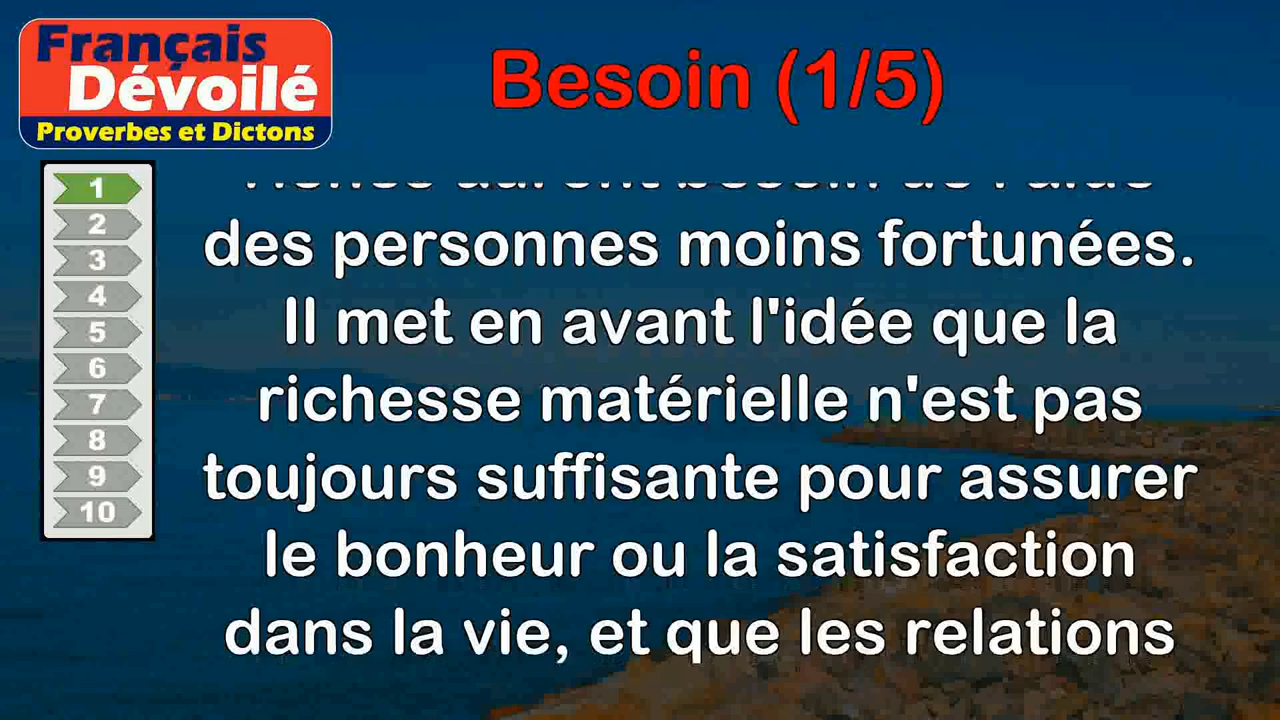 Français
Dévoilé
Proverbes et Dictons
Besoin (1/5)
1
2
3
4
5
6
7
8
9
10
des personnes moins fortunées.
Il met en avant l'idée que la
richesse matérielle n'est pas
toujours suffisante pour assurer
le bonheur ou la satisfaction
dans la vie, et que les relations